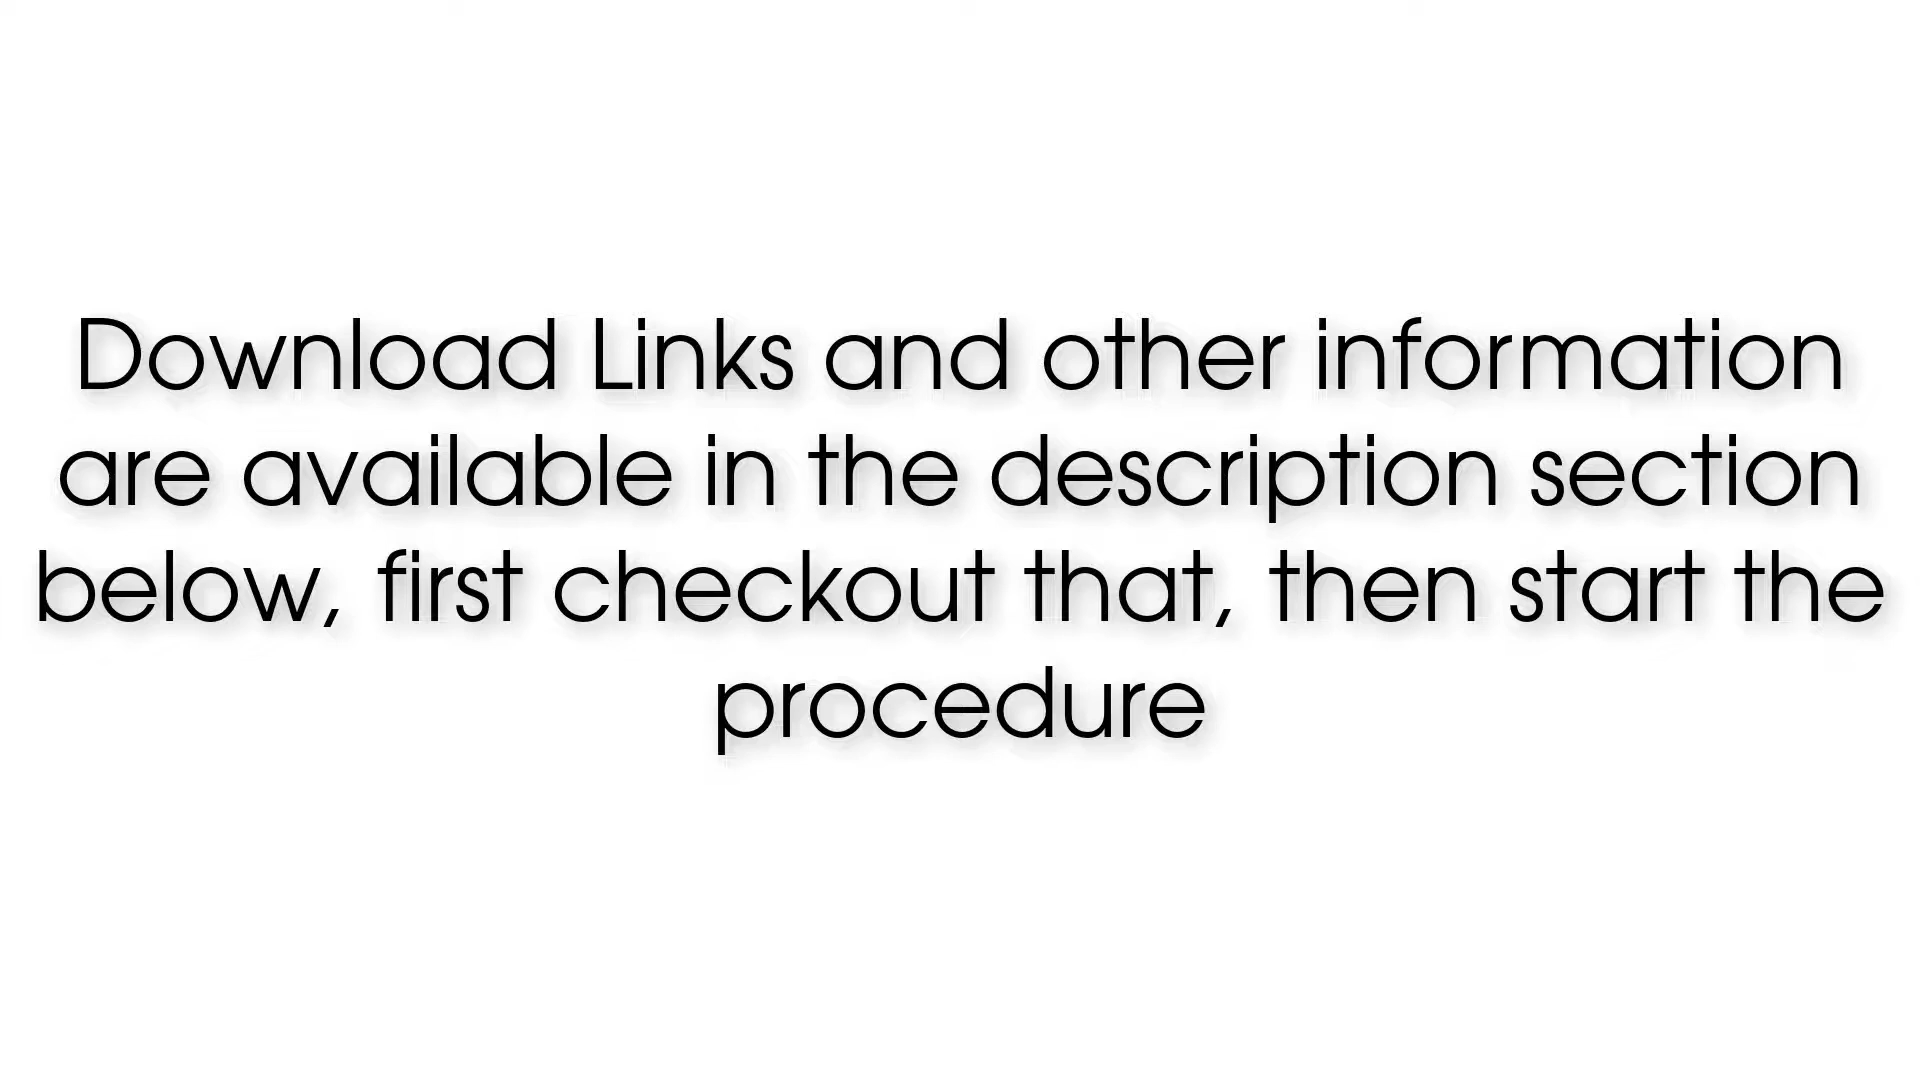 Download Links and other information
are available in the description section
below, first checkout that, then start the
procedure